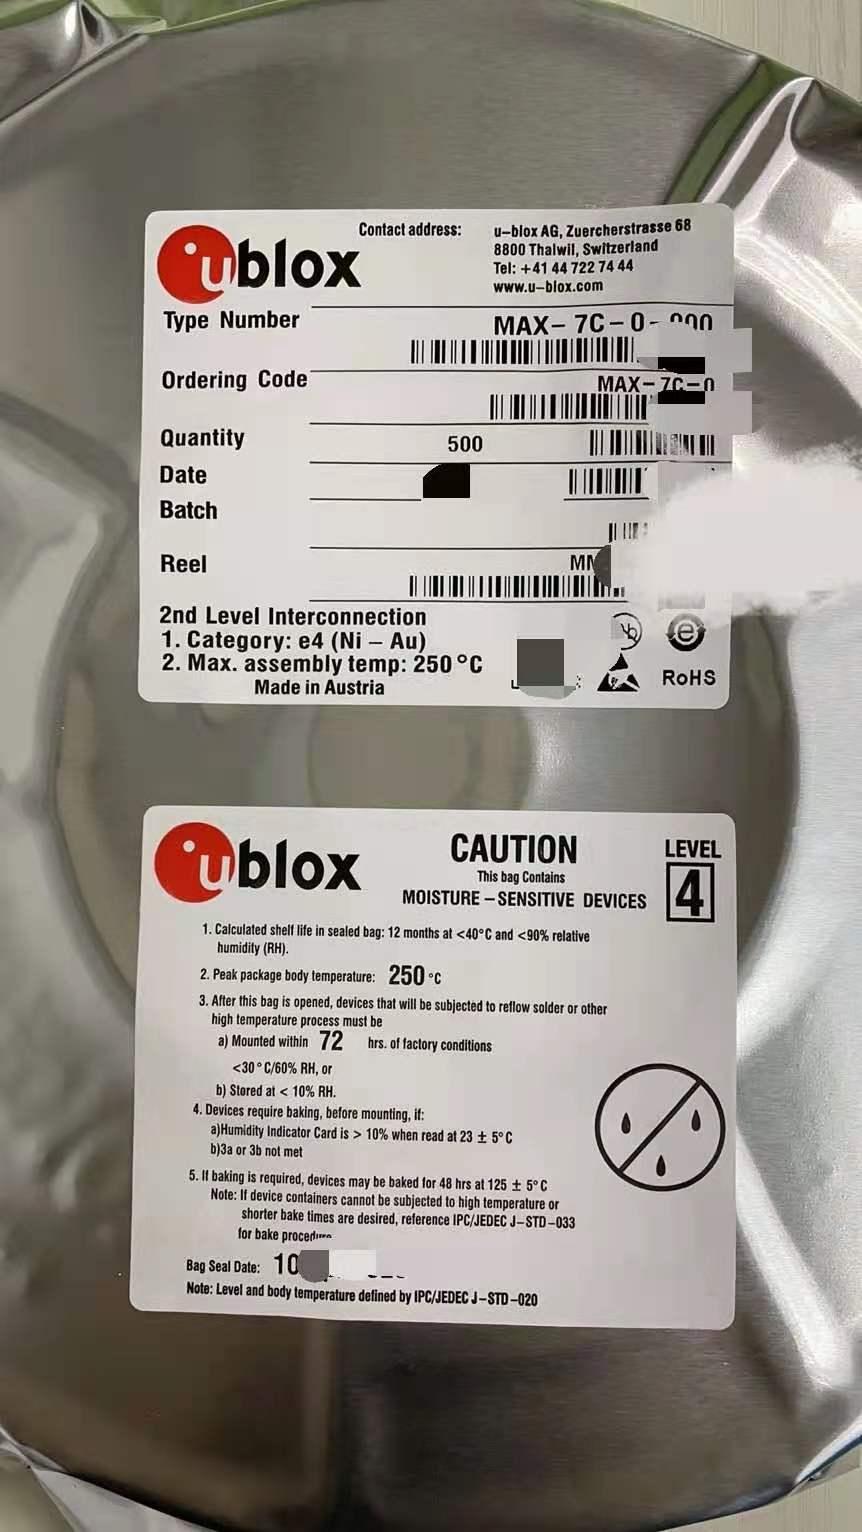 ublox
Contact address: u-blox AG, Zuercherstrasse 68
8800 Thalwil, Switzerland
Tel: +41 44 722 74 44
www.u-blox.com
Type Number MAX- 7C-0-
Ordering Code MAX-7C-0
Quantity 500
Date
Batch
Reel
2nd Level Interconnection
1. Category: e4 (Ni – Au)
2. Max. assembly temp: 250°C
Made in Austria
e
RoHS
ublox
CAUTION
This bag Contains
MOISTURE – SENSITIVE DEVICES
LEVEL
4
1. Calculated shelf life in sealed bag: 12 months at <40°C and <90% relative
humidity (RH).
2. Peak package body temperature: 250 °C
3. After this bag is opened, devices that will be subjected to reflow solder or other
high temperature process must be
a) Mounted within 72 hrs. of factory conditions
<30°C/60% RH, or
b) Stored at < 10% RH.
4. Devices require baking, before mounting, if:
a)Humidity Indicator Card is > 10% when read at 23 ± 5°C
b)3a or 3b not met
5. If baking is required, devices may be baked for 48 hrs at 125 ± 5°C
Note: If device containers cannot be subjected to high temperature or
shorter bake times are desired, reference IPC/JEDEC J-STD-033
for bake procedure
Bag Seal Date: 10
Note: Level and body temperature defined by IPC/JEDEC J-STD-020